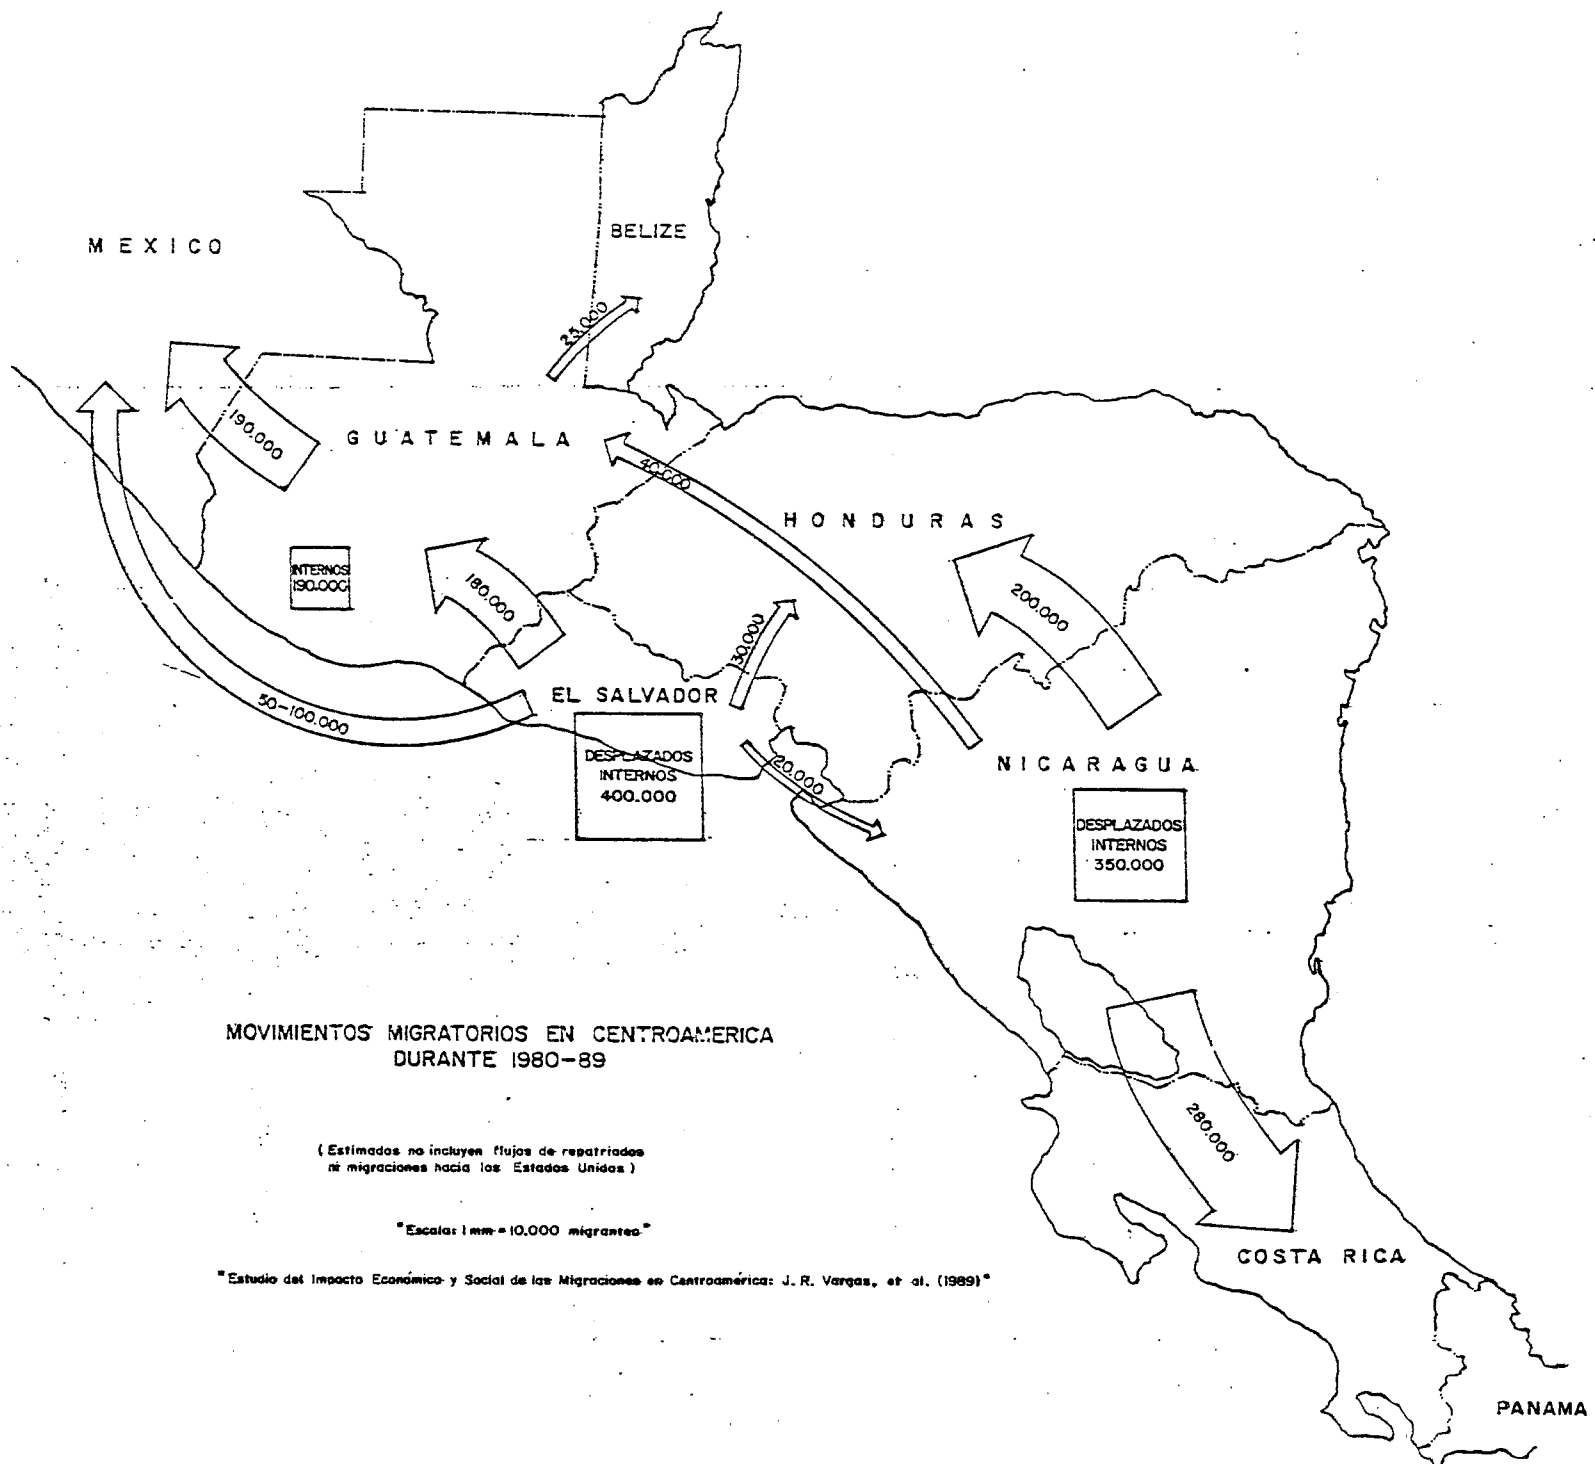 MEXICO
BELIZE
25.000
190.000
GUATEMALA
40.000
HONDURAS
INTERNOS
190.000
180.000
200.000
30.000
50-100.000
EL SALVADOR
DESPLAZADOS
INTERNOS
400.000
20.000
NICARAGUA
DESPLAZADOS
INTERNOS
350.000
MOVIMIENTOS MIGRATORIOS EN CENTROAMERICA
DURANTE 1980-89
280.000
(Estimados no incluyen flujos de repatriados
ni migraciones hacia los Estados Unidos)
"Escala: 1 mm = 10.000 migrantes"
COSTA RICA
"Estudio del Impacto Económico y Social de las Migraciones en Centroamérica: J. R. Vargas, et al. (1989)"
PANAMA